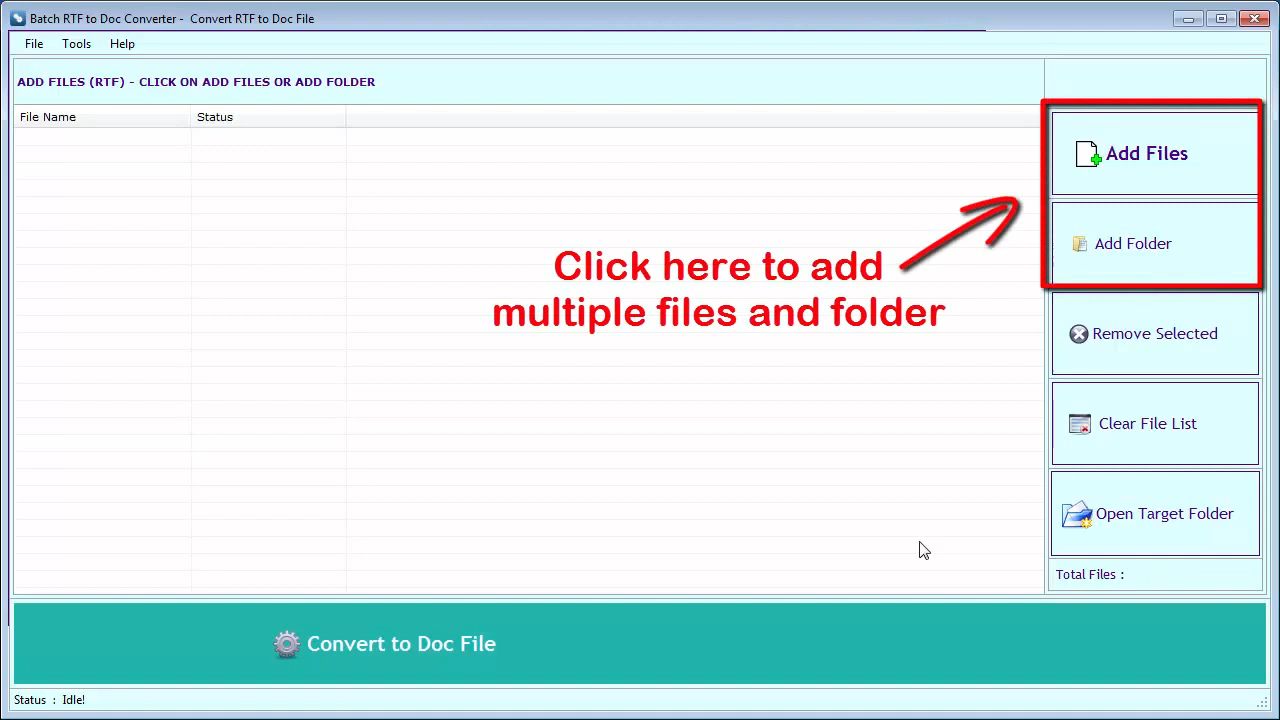 Batch RTF to Doc Converter - Convert RTF to Doc File
File Tools Help
ADD FILES (RTF) - CLICK ON ADD FILES OR ADD FOLDER
File Name Status
Add Files
Add Folder
Click here to add
multiple files and folder
Remove Selected
Clear File List
Open Target Folder
Total Files :
Convert to Doc File
Status : Idle!